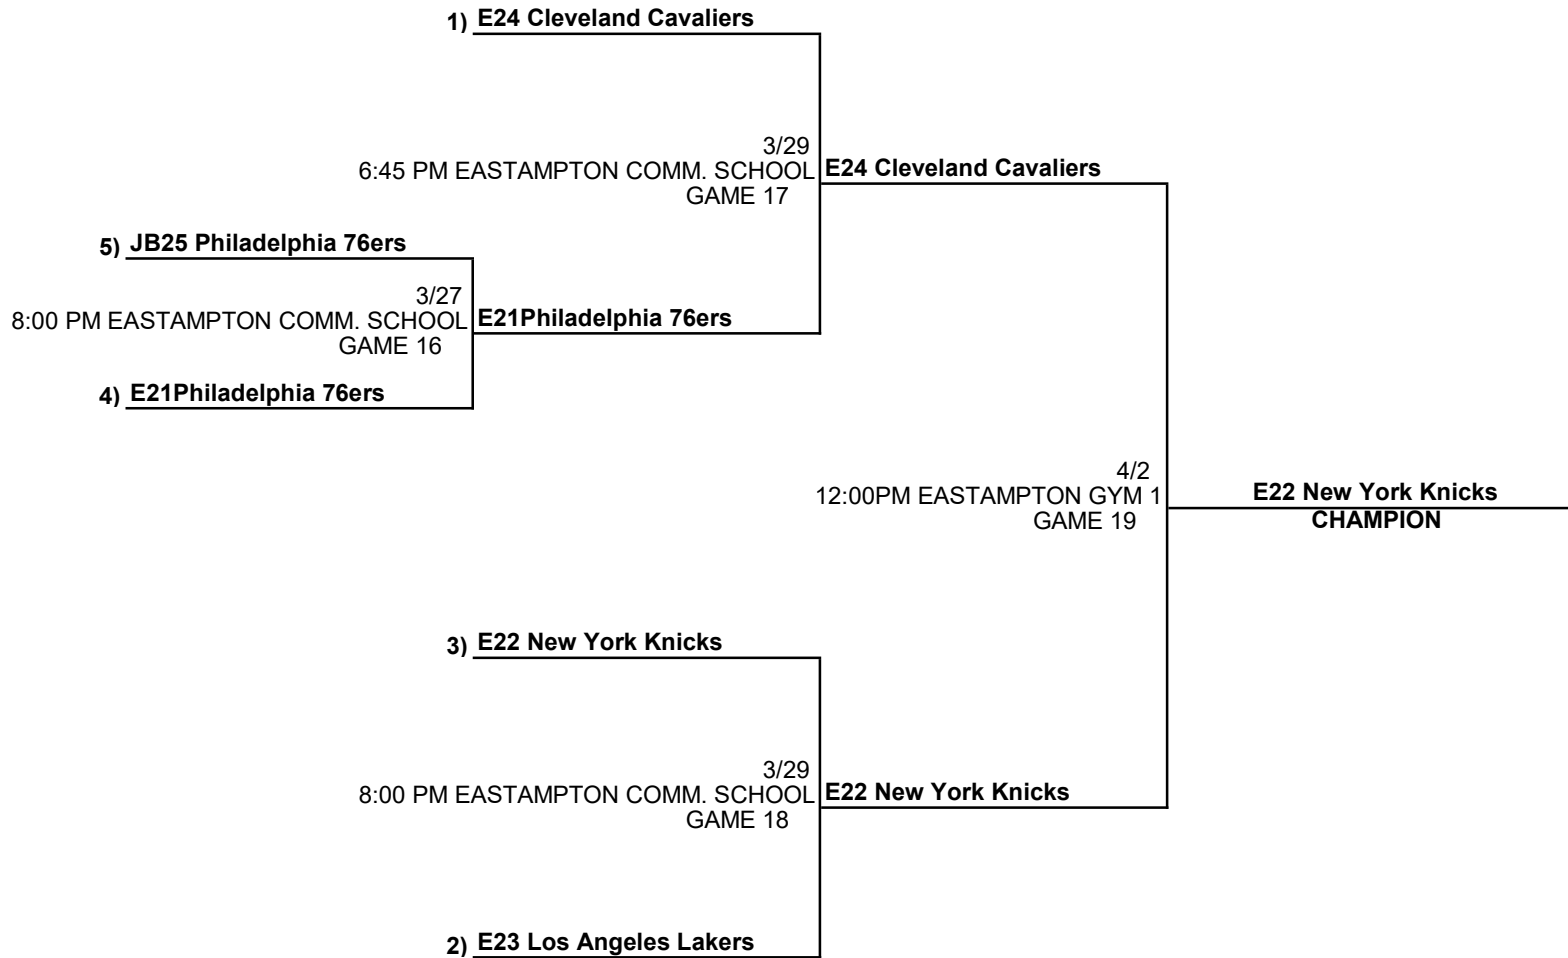 1) E24 Cleveland Cavaliers
3/29
6:45 PM EASTAMPTON COMM. SCHOOL
GAME 17
E24 Cleveland Cavaliers
5) JB25 Philadelphia 76ers
3/27
8:00 PM EASTAMPTON COMM. SCHOOL
GAME 16
E21Philadelphia 76ers
4) E21Philadelphia 76ers
4/2
12:00PM EASTAMPTON GYM 1
GAME 19
E22 New York Knicks
CHAMPION
3) E22 New York Knicks
3/29
8:00 PM EASTAMPTON COMM. SCHOOL
GAME 18
E22 New York Knicks
2) E23 Los Angeles Lakers